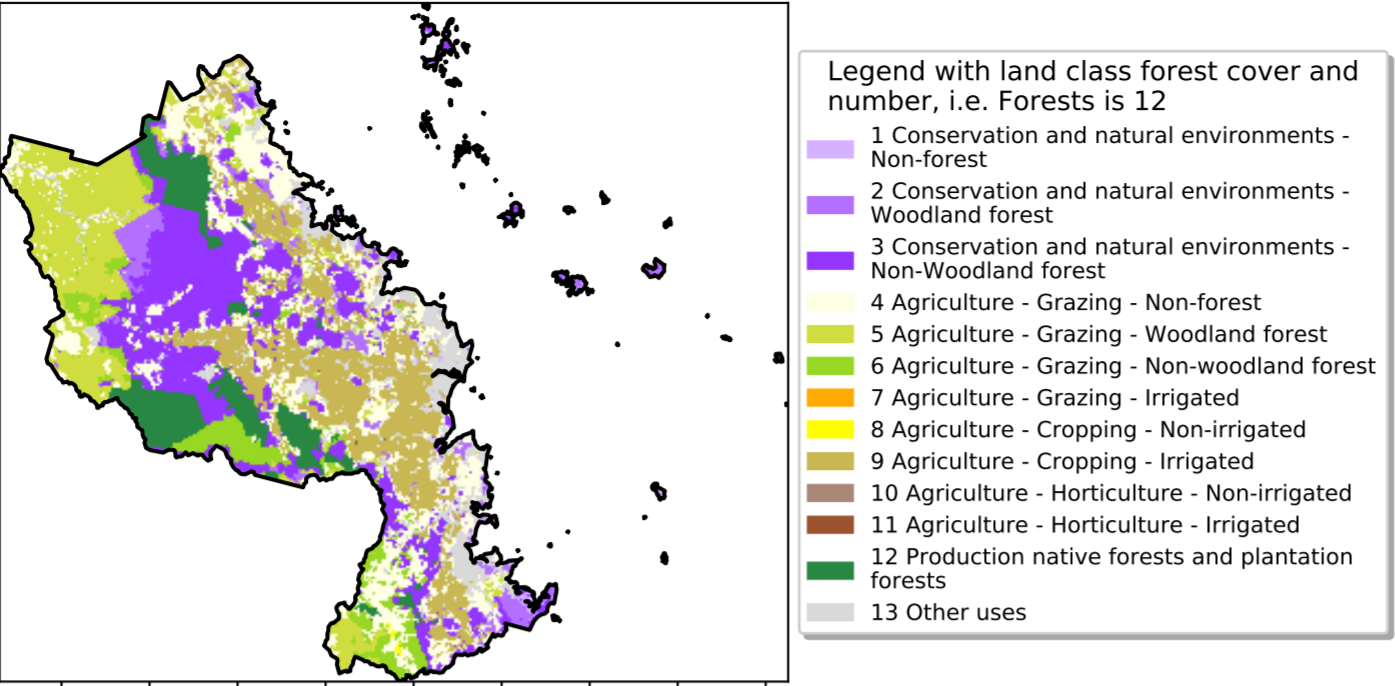 Legend with land class forest cover and
number, i.e. Forests is 12
1 Conservation and natural environments -
Non-forest
2 Conservation and natural environments -
Woodland forest
3 Conservation and natural environments -
Non-Woodland forest
4 Agriculture - Grazing - Non-forest
5 Agriculture - Grazing - Woodland forest
6 Agriculture - Grazing - Non-woodland forest
7 Agriculture - Grazing - Irrigated
8 Agriculture - Cropping - Non-irrigated
9 Agriculture - Cropping - Irrigated
10 Agriculture - Horticulture - Non-irrigated
11 Agriculture - Horticulture - Irrigated
12 Production native forests and plantation
forests
13 Other uses